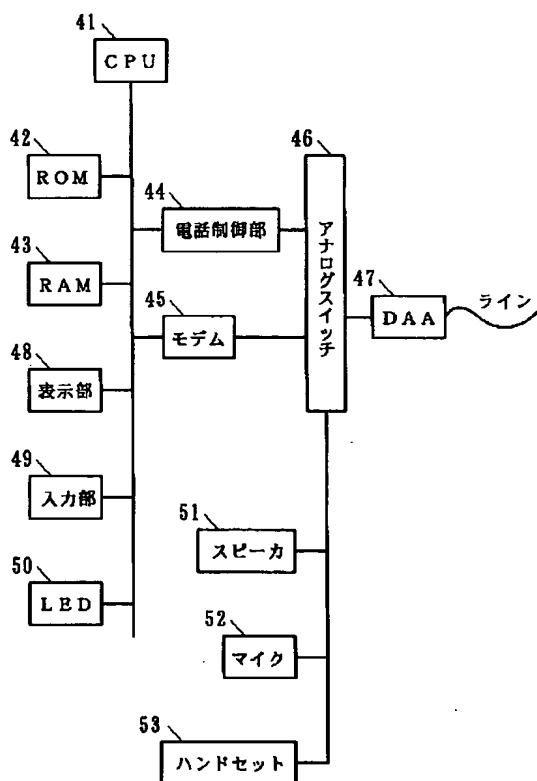 41
CPU
42
ROM
46
44
電話制御部
アナログスイッチ
43
RAM
47
DAA
ライン
45
モデム
48
表示部
49
入力部
51
スピーカ
50
LED
52
マイク
53
ハンドセット